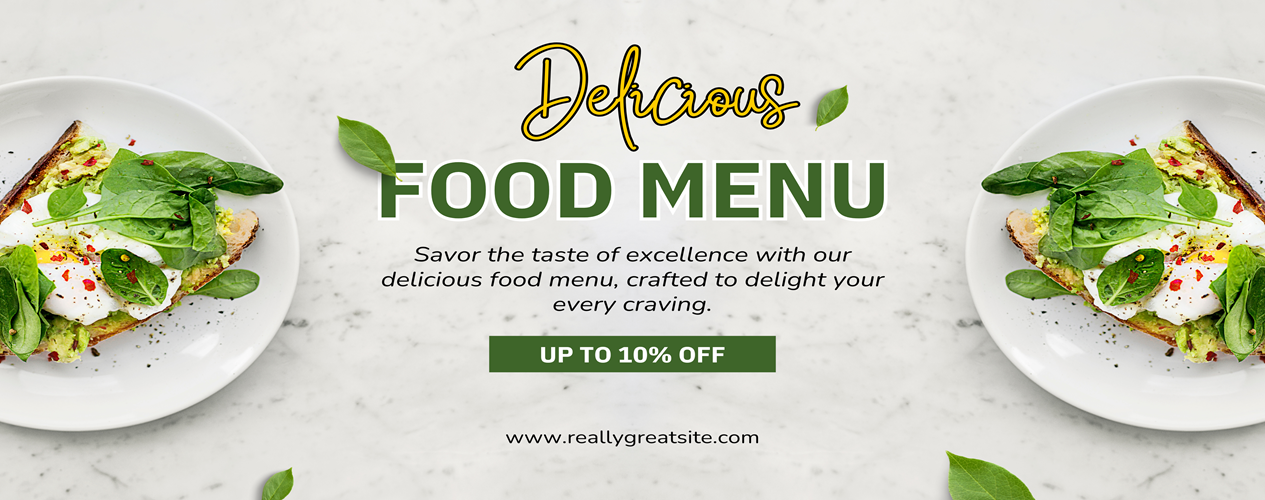 Delicious
FOOD MENU
Savor the taste of excellence with our
delicious food menu, crafted to delight your
every craving.
UP TO 10% OFF
www.reallygreatsite.com